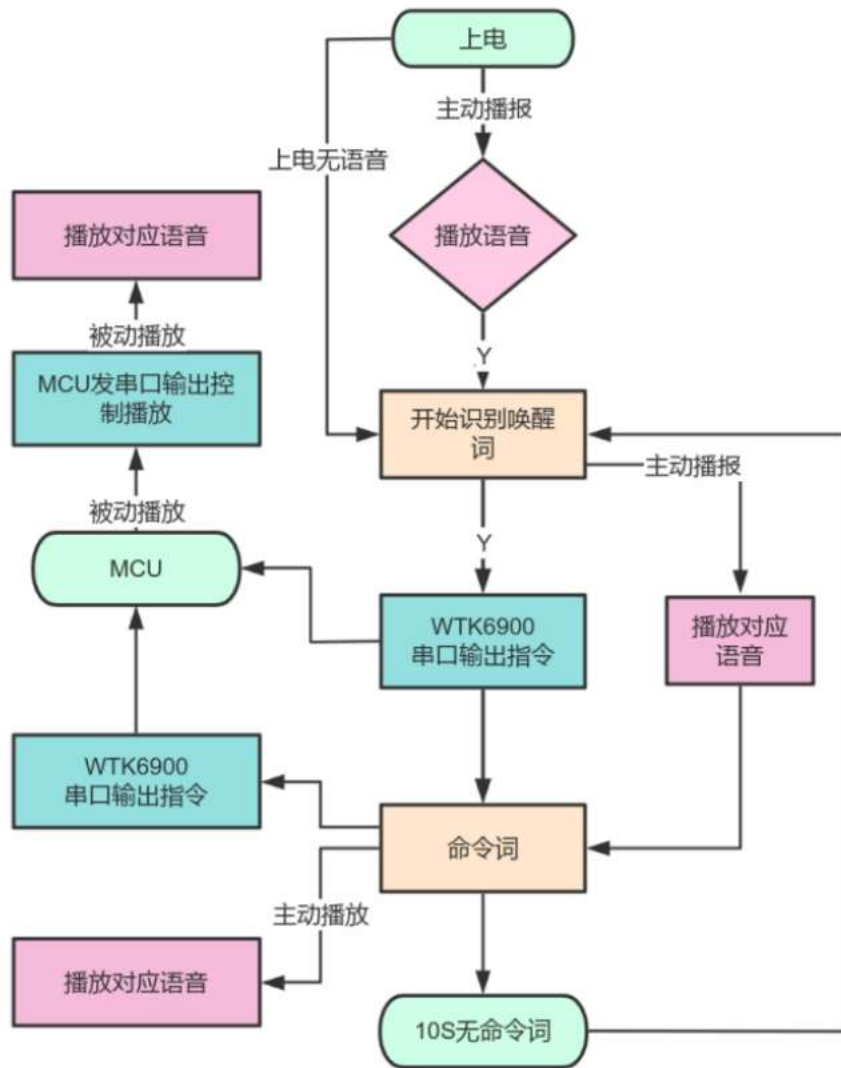 上电
主动播报
上电无语音
播放对应语音
播放语音
被动播放
Y
MCU发串口输出控
制播放
开始识别唤醒
词
主动播报
被动播放
Y
MCU
WTK6900
串口输出指令
播放对应
语音
WTK6900
串口输出指令
命令词
主动播放
播放对应语音
10S无命令词